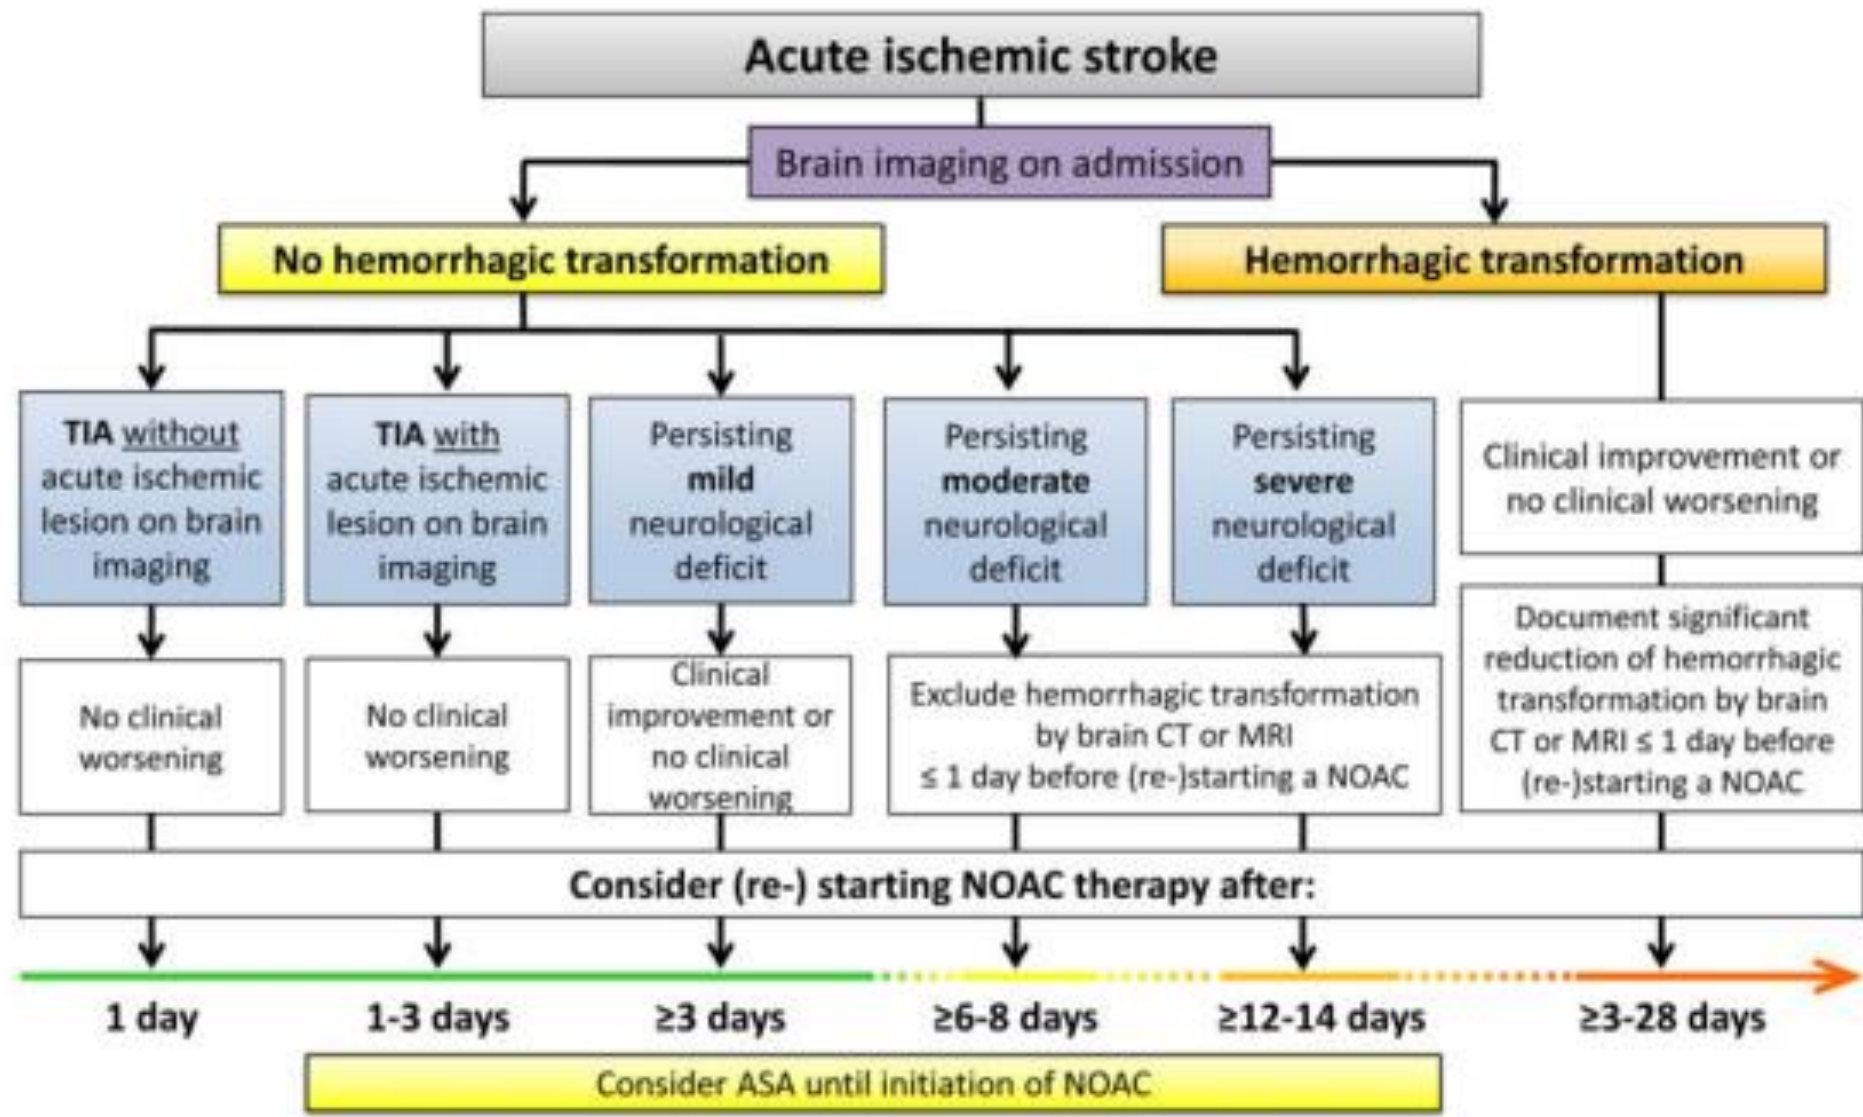 Acute ischemic stroke
Brain imaging on admission
No hemorrhagic transformation
Hemorrhagic transformation
TIA without
acute ischemic
lesion on brain
imaging
TIA with
acute ischemic
lesion on brain
imaging
Persisting
mild
neurological
deficit
Persisting
moderate
neurological
deficit
Persisting
severe
neurological
deficit
Clinical improvement or
no clinical worsening
No clinical
worsening
No clinical
worsening
Clinical
improvement or
no clinical
worsening
Exclude hemorrhagic transformation
by brain CT or MRI
≤ 1 day before (re-)starting a NOAC
Document significant
reduction of hemorrhagic
transformation by brain
CT or MRI ≤ 1 day before
(re-)starting a NOAC
Consider (re-) starting NOAC therapy after:
1 day
1-3 days
≥3 days
≥6-8 days
≥12-14 days
≥3-28 days
Consider ASA until initiation of NOAC